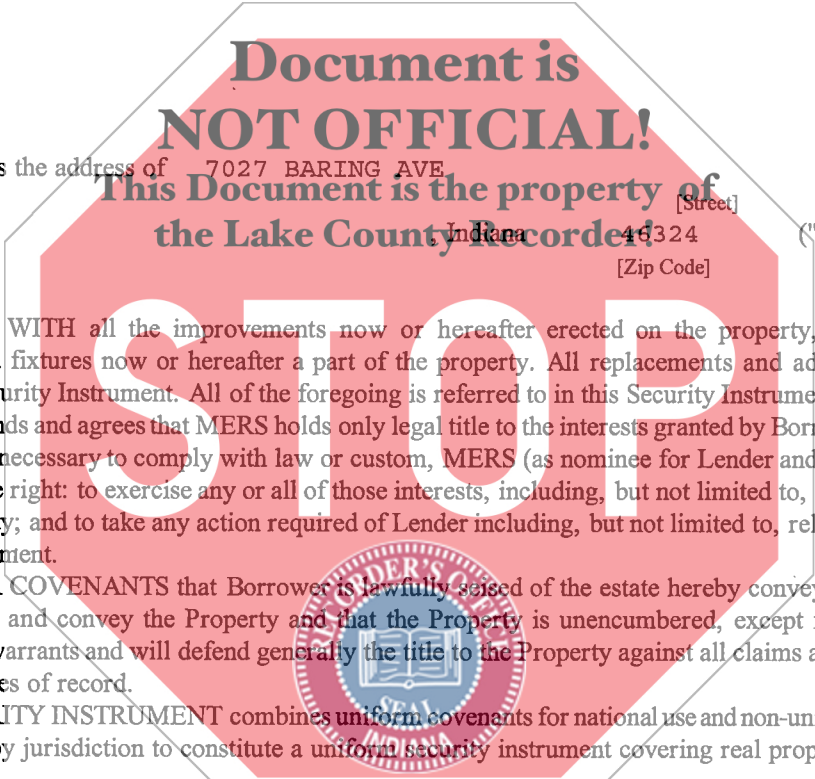 Document is
NOT OFFICIAL!
s the address of 7027 BARING AVE
This Document is the property of
[Street]
the Lake County Recorder!
, Indiana 46324 ("
[Zip Code]
STOP
WITH all the improvements now or hereafter erected on the property,
fixtures now or hereafter a part of the property. All replacements and ad
urity Instrument. All of the foregoing is referred to in this Security Instrume
ds and agrees that MERS holds only legal title to the interests granted by Borr
necessary to comply with law or custom, MERS (as nominee for Lender and
right: to exercise any or all of those interests, including, but not limited to,
y; and to take any action required of Lender including, but not limited to, rel
ment.
COVENANTS that Borrower is lawfully seised of the estate hereby convey
and convey the Property and that the Property is unencumbered, except
arrants and will defend generally the title to the Property against all claims a
es of record.
ITY INSTRUMENT combines uniform covenants for national use and non-uni
y jurisdiction to constitute a uniform security instrument covering real prop
RECORDER'S OFFICE
SEAL
INDIANA